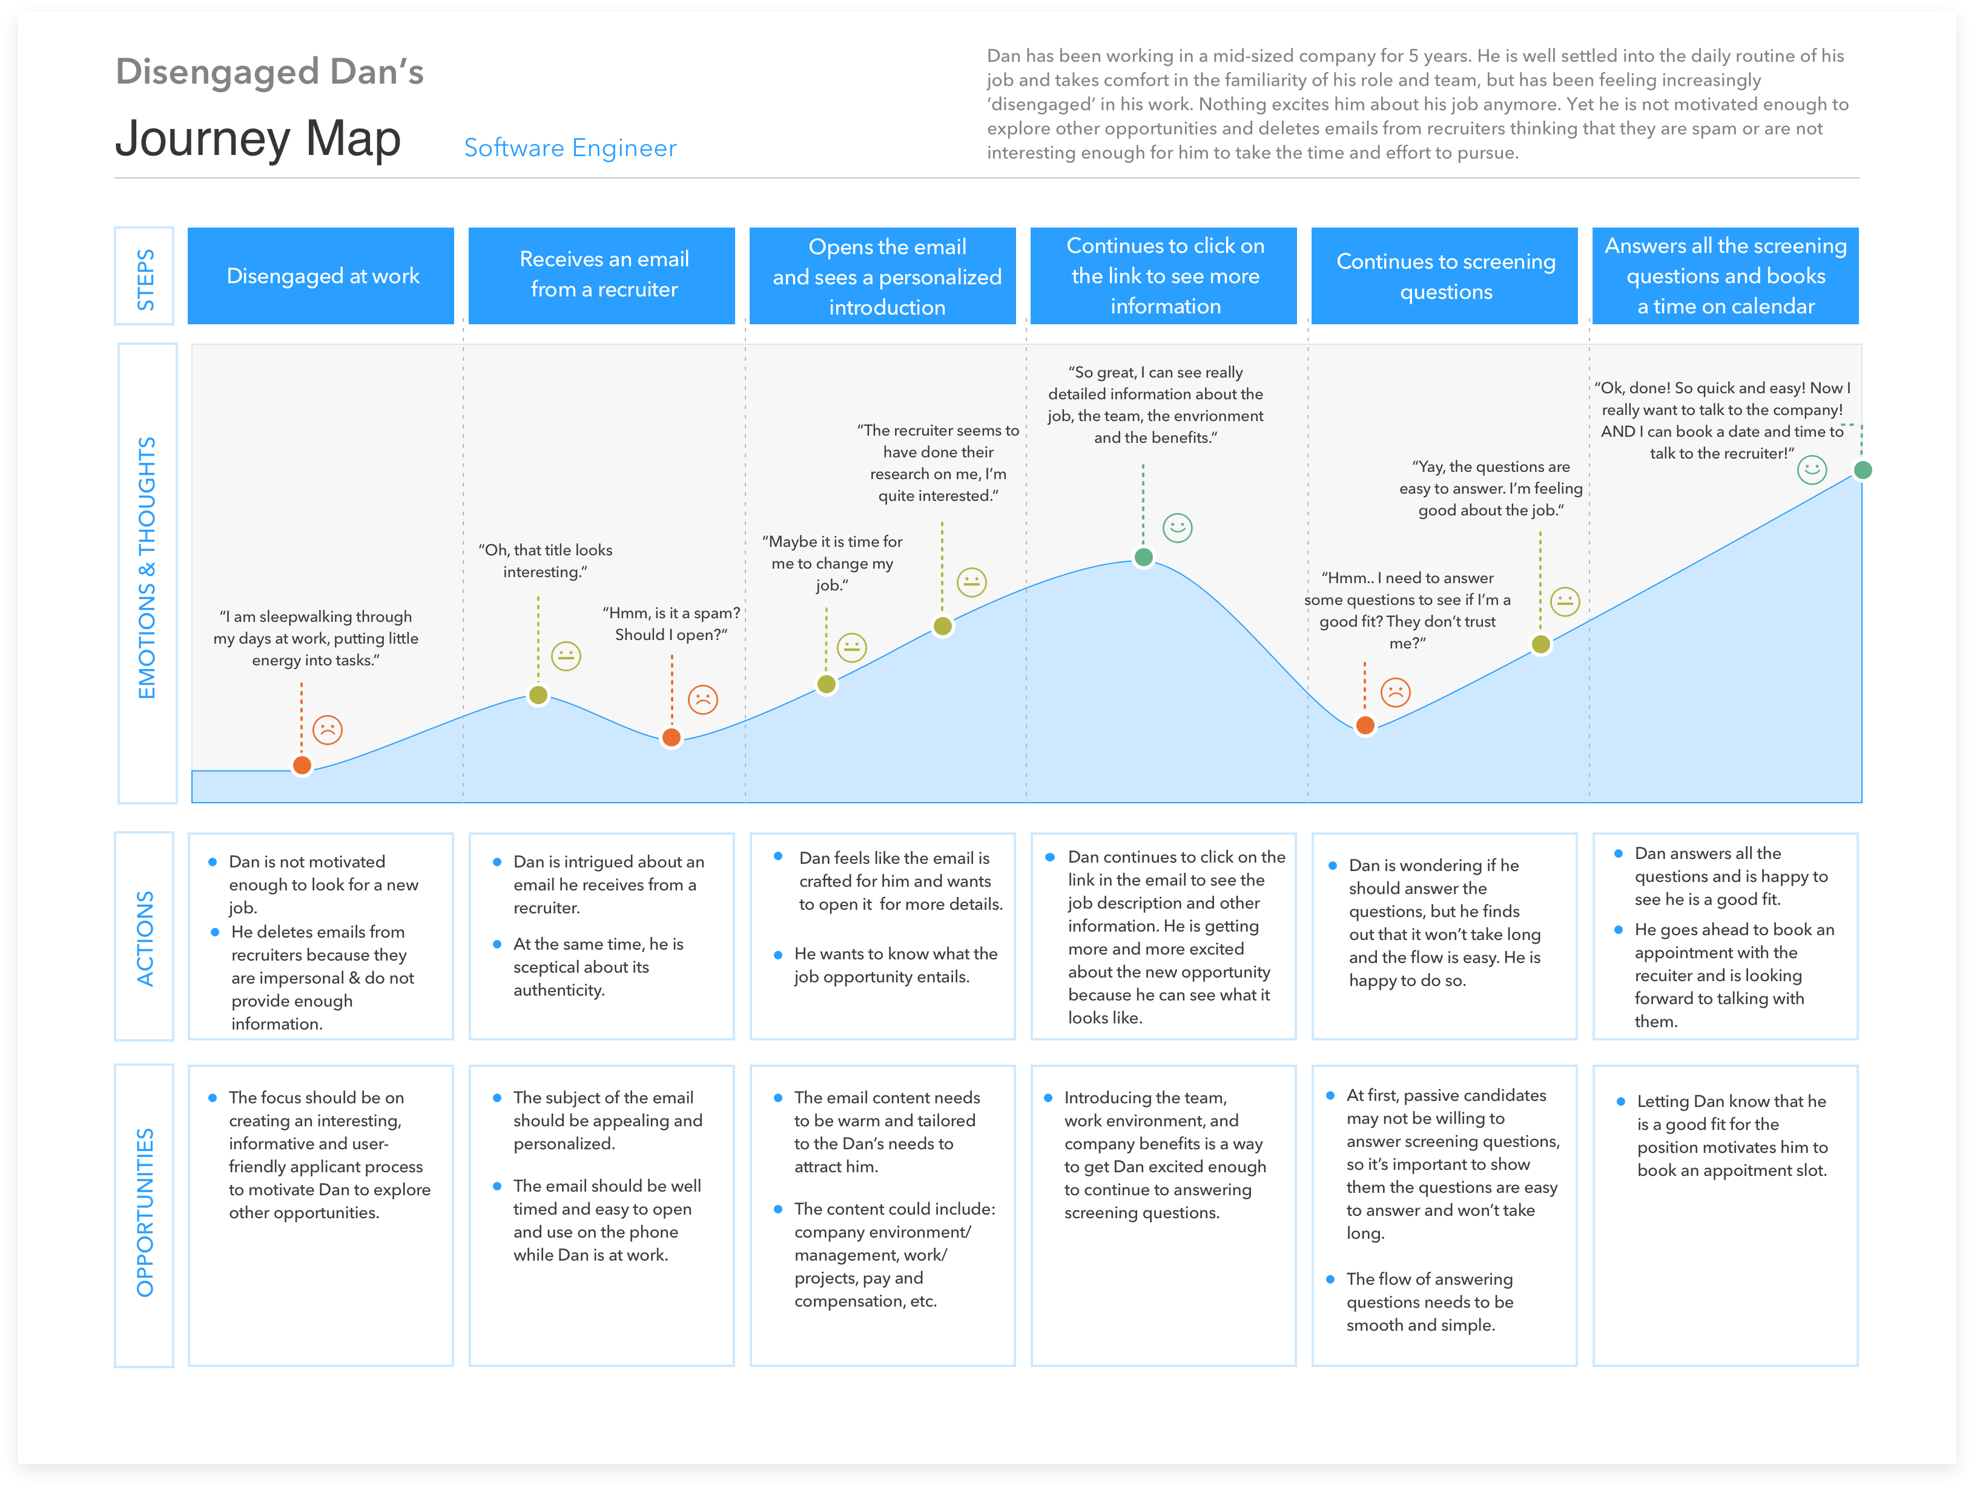 Disengaged Dan’s
Journey Map
Software Engineer
Dan has been working in a mid-sized company for 5 years. He is well settled into the daily routine of his
job and takes comfort in the familiarity of his role and team, but has been feeling increasingly
‘disengaged’ in his work. Nothing excites him about his job anymore. Yet he is not motivated enough to
explore other opportunities and deletes emails from recruiters thinking that they are spam or are not
interesting enough for him to take the time and effort to pursue.
STEPS
Disengaged at work
Receives an email
from a recruiter
Opens the email
and sees a personalized
introduction
Continues to click on
the link to see more
information
Continues to screening
questions
Answers all the screening
questions and books
a time on calendar
EMOTIONS & THOUGHTS
“I am sleepwalking through
my days at work, putting little
energy into tasks.”
“Oh, that title looks
interesting.”
“Hmm, is it a spam?
Should I open?“
“Maybe it is time for
me to change my
job.“
“The recruiter seems to
have done their
research on me, I’m
quite interested.“
“So great, I can see really
detailed information about the
job, the team, the envrionment
and the benefits.“
“Hmm.. I need to answer
some questions to see if I’m a
good fit? They don’t trust
me?“
“Yay, the questions are
easy to answer. I’m feeling
good about the job.“
“Ok, done! So quick and easy! Now I
really want to talk to the company!
AND I can book a date and time to
talk to the recruiter!“
ACTIONS
Dan is not motivated
enough to look for a new
job.
He deletes emails from
recruiters because they
are impersonal & do not
provide enough
information.
Dan is intrigued about an
email he receives from a
recruiter.
At the same time, he is
sceptical about its
authenticity.
Dan feels like the email is
crafted for him and wants
to open it for more details.
He wants to know what the
job opportunity entails.
Dan continues to click on the
link in the email to see the
job description and other
information. He is getting
more and more excited
about the new opportunity
because he can see what it
looks like.
Dan is wondering if he
should answer the
questions, but he finds
out that it won’t take long
and the flow is easy. He is
happy to do so.
Dan answers all the
questions and is happy to
see he is a good fit.
He goes ahead to book an
appointment with the
recuiter and is looking
forward to talking with
them.
OPPORTUNITIES
The focus should be on
creating an interesting,
informative and user-
friendly applicant process
to motivate Dan to explore
other opportunities.
The subject of the email
should be appealing and
personalized.
The email should be well
timed and easy to open
and use on the phone
while Dan is at work.
The email content needs
to be warm and tailored
to the Dan’s needs to
attract him.
The content could include:
company environment/
management, work/
projects, pay and
compensation, etc.
Introducing the team,
work environment, and
company benefits is a way
to get Dan excited enough
to continue to answering
screening questions.
At first, passive candidates
may not be willing to
answer screening questions,
so it’s important to show
them the questions are easy
to answer and won’t take
long.
The flow of answering
questions needs to be
smooth and simple.
Letting Dan know that he
is a good fit for the
position motivates him to
book an appoitment slot.